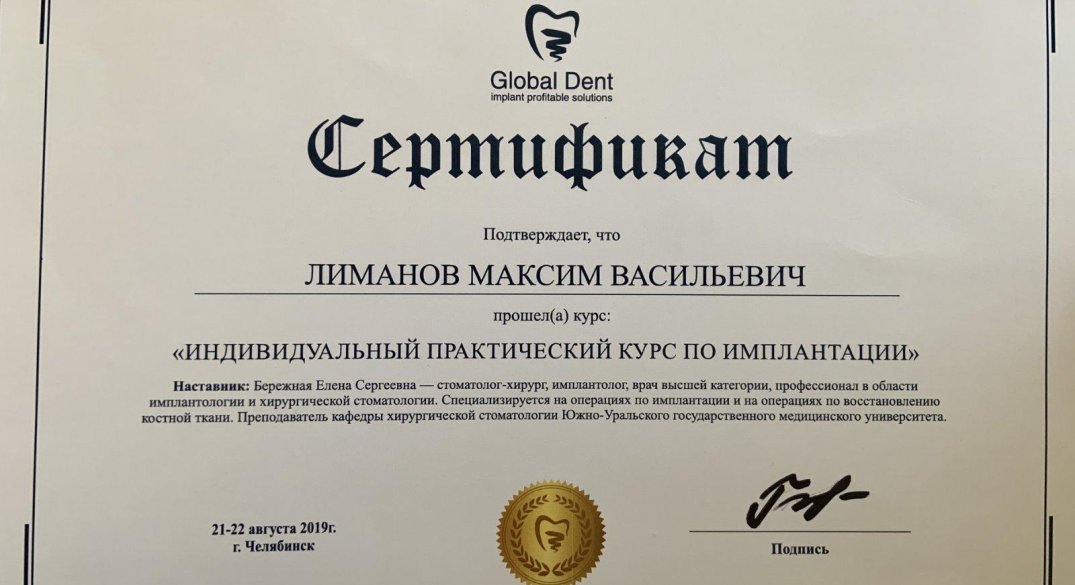 Global Dent
implant profitable solutions
Сертификат
Подтверждает, что
ЛИМАНОВ МАКСИМ ВАСИЛЬЕВИЧ
прошел(а) курс:
«ИНДИВИДУАЛЬНЫЙ ПРАКТИЧЕСКИЙ КУРС ПО ИМПЛАНТАЦИИ»
Наставник: Бережная Елена Сергеевна — стоматолог-хирург, имплантолог, врач высшей категории, профессионал в области
имплантологии и хирургической стоматологии. Специализируется на операциях по имплантации и на операциях по восстановлению
костной ткани. Преподаватель кафедры хирургической стоматологии Южно-Уральского государственного медицинского университета.
21-22 августа 2019г.
г. Челябинск
Подпись